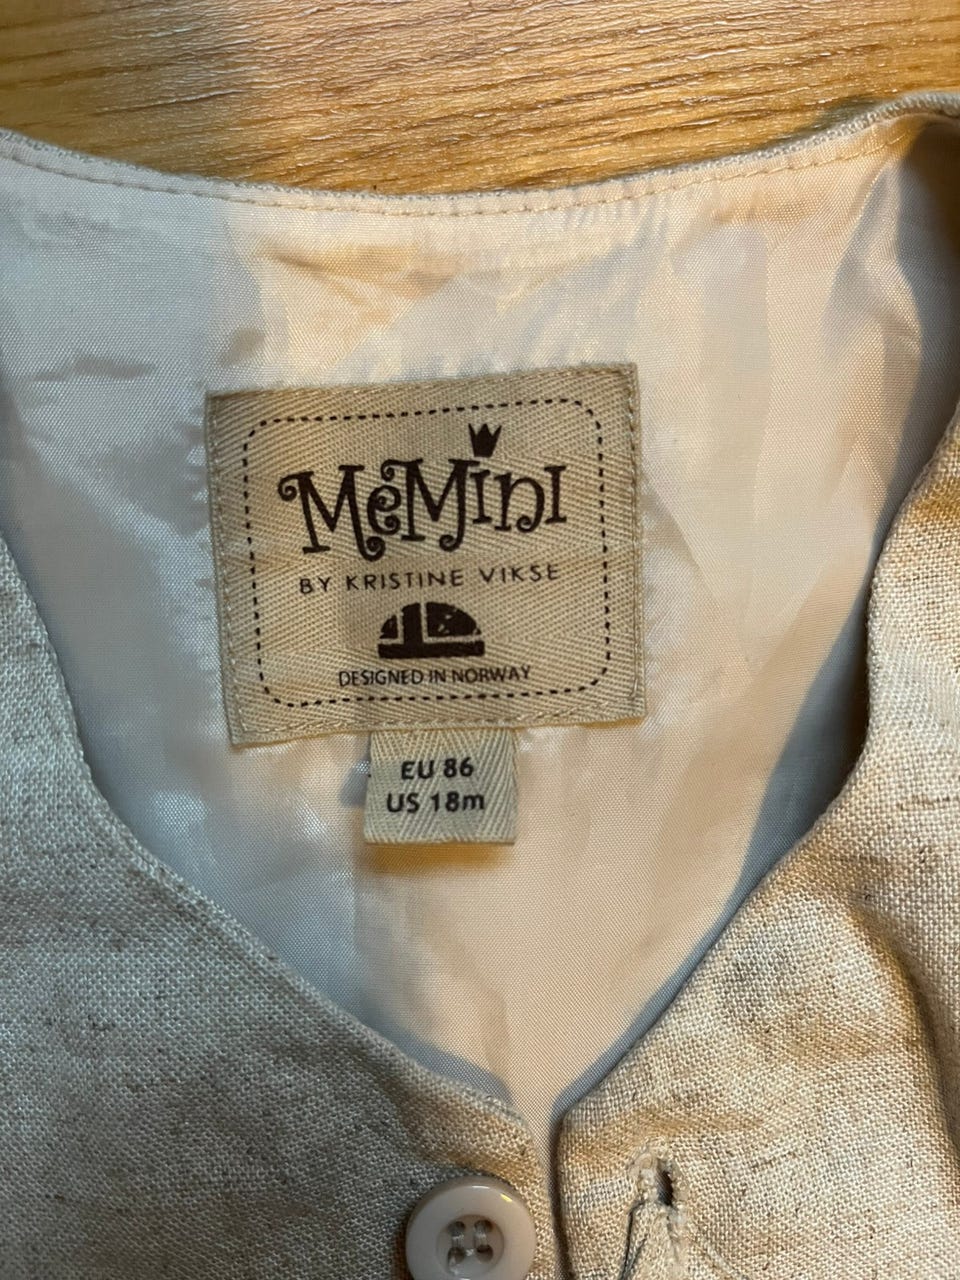 MeMini
BY KRISTINE VIKSE
DESIGNED IN NORWAY
EU 86
US 18m